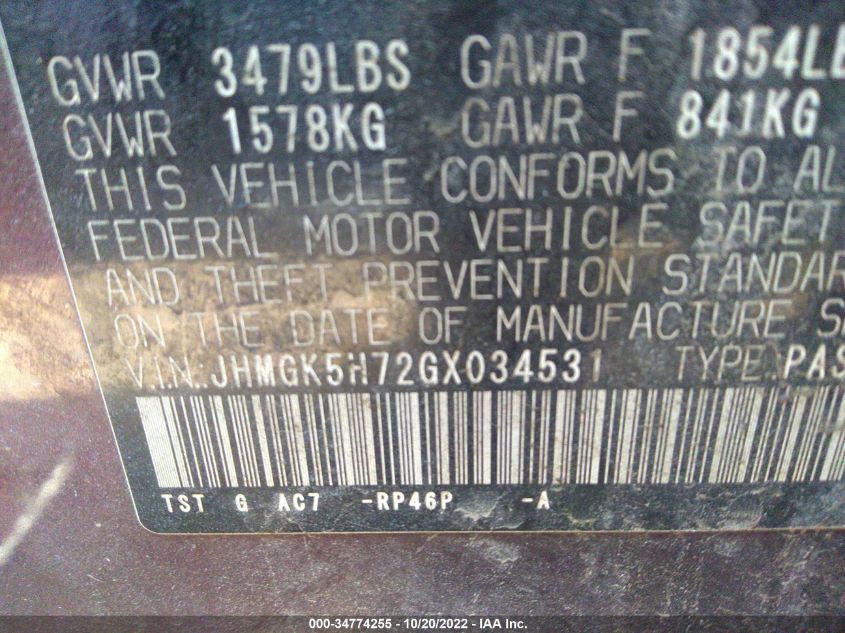 GVWR 3479LBS GAWR F 1854LB
GVWR 1578KG GAWR F 841KG
THIS VEHICLE CONFORMS TO AL
FEDERAL MOTOR VEHICLE SAFET
AND THEFT PREVENTION STANDAR
ON THE DATE OF MANUFACTURE S
V.I.N.: JHMGK5H72GX034531 TYPE PAS
TST G AC7 -RP46P -A
000-34774255 - 10/20/2022 - IAA Inc.